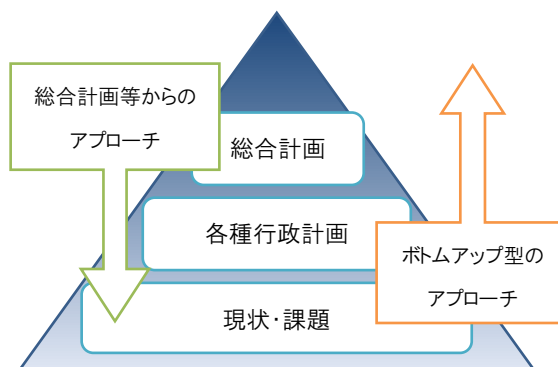 総合計画等からの
アプローチ
総合計画
各種行政計画
ボトムアップ型の
アプローチ
現状・課題